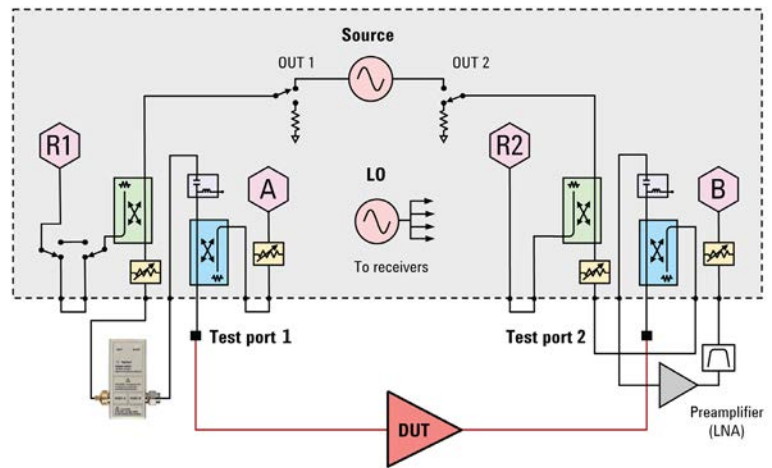 Source
OUT 1
OUT 2
R1
A
LO
R2
B
To receivers
Test port 1
Test port 2
Preamplifier
(LNA)
DUT